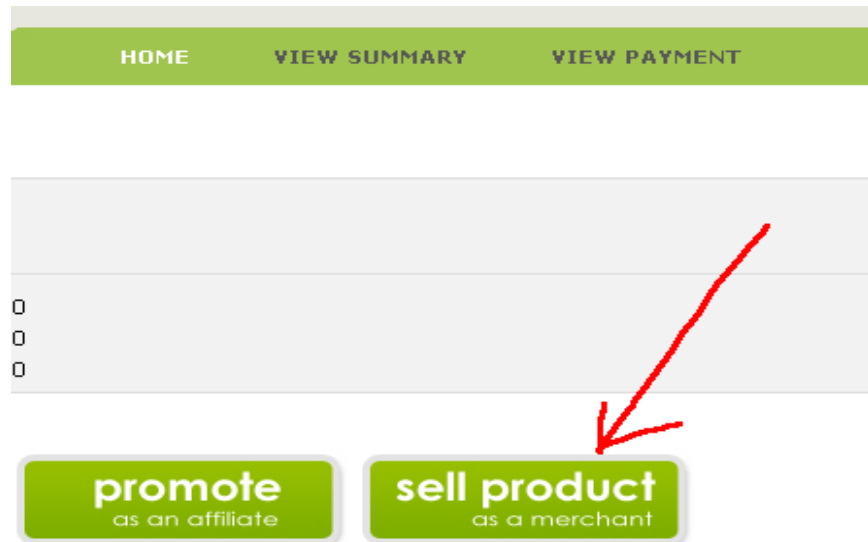 HOME VIEW SUMMARY VIEW PAYMENT
0
0
0
promote
as an affiliate
sell product
as a merchant